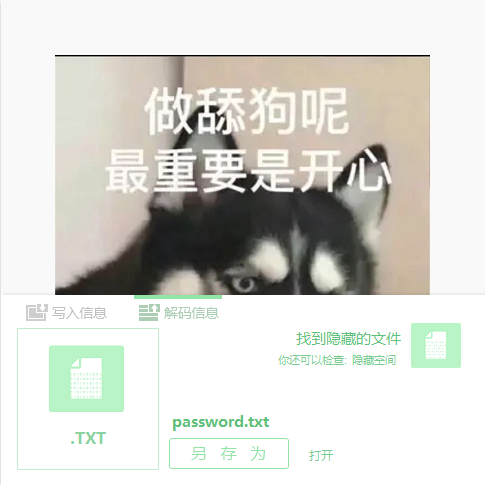 做舔狗呢
最重要是开心
写入信息 解码信息
找到隐藏的文件
你还可以检查: 隐藏空间
.TXT
password.txt
另存为 打开